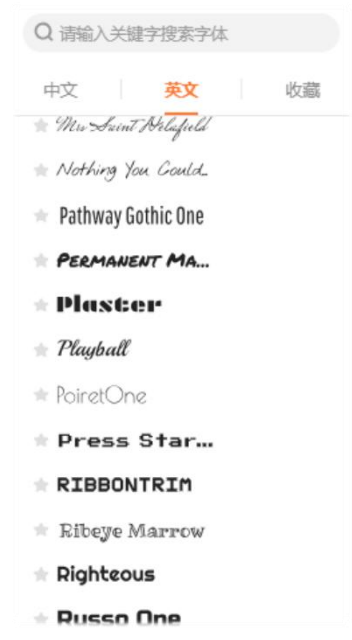 请输入关键字搜索字体
中文 英文 收藏
Mrs Saint Delafield
Nothing You Could...
Pathway Gothic One
PERMANENT MA...
Plaster
Playball
PoiretOne
Press Star...
RIBBONTRIM
Ribeye Marrow
Righteous
Russo One